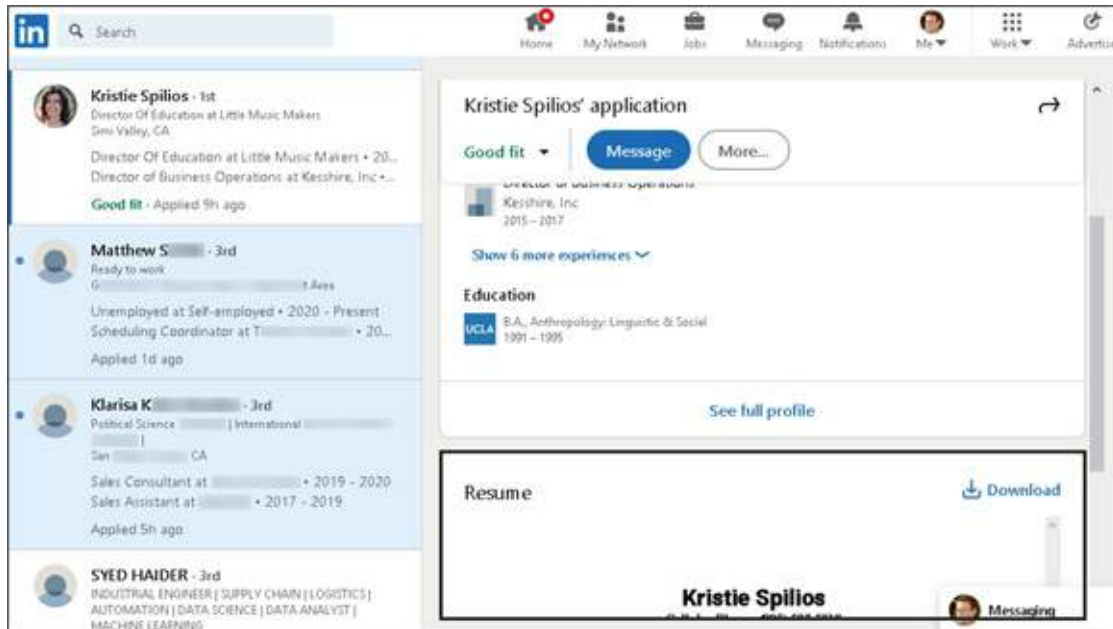 in
Search
Home
My Network
Jobs
Messaging
Notifications
Me
Work
Kristie Spilios · 1st
Director Of Education at Little Music Makers
Simi Valley, CA
Director Of Education at Little Music Makers • 20...
Director of Business Operations at Kesshire, Inc •...
Good fit · Applied 9h ago
Matthew S · 3rd
Ready to work
G t Area
Unemployed at Self-employed • 2020 - Present
Scheduling Coordinator at T • 20...
Applied 1d ago
Klarisa K · 3rd
Political Science | International
|
San CA
Sales Consultant at • 2019 - 2020
Sales Assistant at • 2017 - 2019
Applied 5h ago
SYED HAIDER · 3rd
INDUSTRIAL ENGINEER | SUPPLY CHAIN | LOGISTICS |
AUTOMATION | DATA SCIENCE | DATA ANALYST |
MACHINE LEARNING
Kristie Spilios' application
Good fit
Message
More...
Director of Business Operations
Kesshire, Inc
2015 – 2017
Show 6 more experiences
Education
UCLA
B.A., Anthropology: Linguistic & Social
1991 – 1995
See full profile
Resume
Download
Kristie Spilios
Messaging